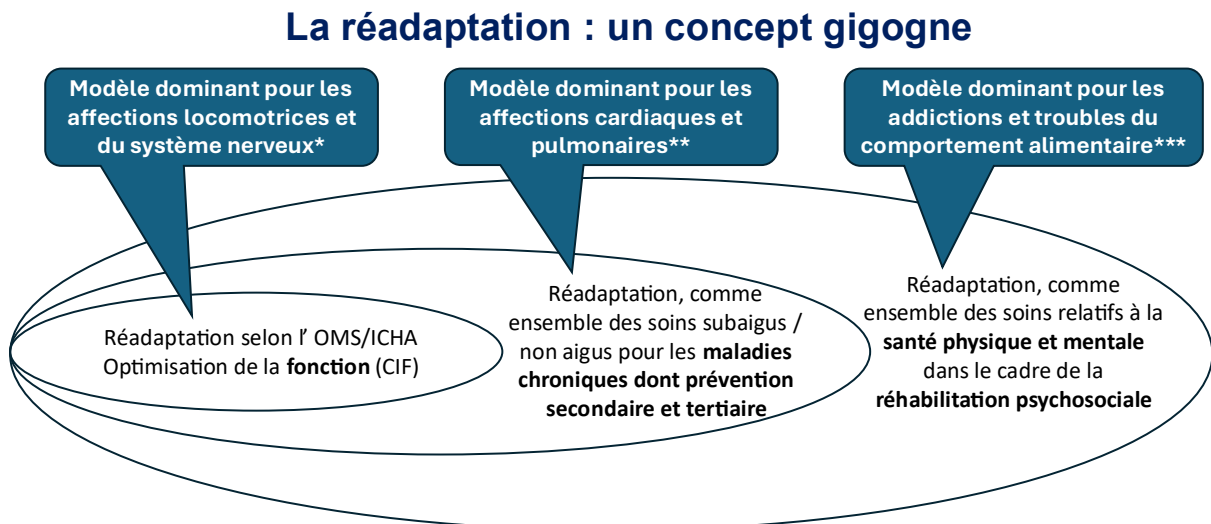 La réadaptation : un concept gigogne
Modèle dominant pour les
affections locomotrices et
du système nerveux*
Modèle dominant pour les
affections cardiaques et
pulmonaires**
Modèle dominant pour les
addictions et troubles du
comportement alimentaire***
Réadaptation selon l’ OMS/ICHA
Optimisation de la fonction (CIF)
Réadaptation, comme
ensemble des soins subaigus /
non aigus pour les maladies
chroniques dont prévention
secondaire et tertiaire
Réadaptation, comme
ensemble des soins relatifs à la
santé physique et mentale
dans le cadre de la
réhabilitation psychosociale